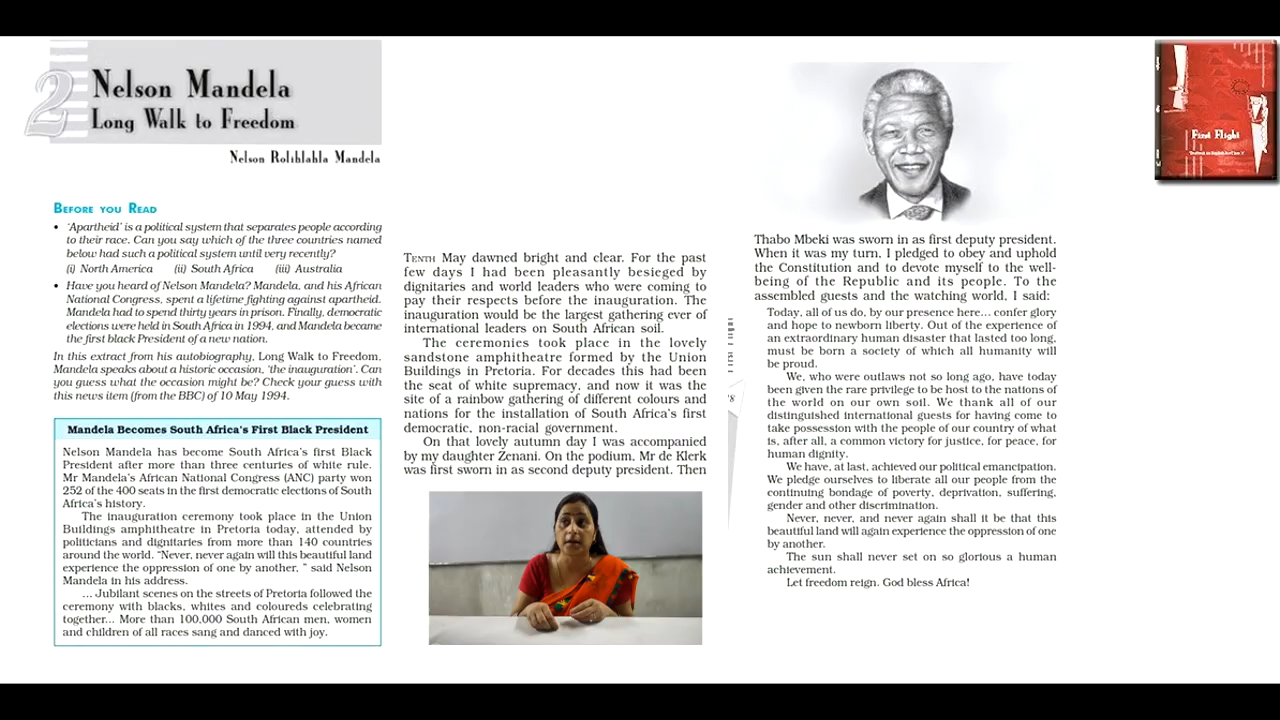 2
Nelson Mandela
Long Walk to Freedom
Nelson Rolihlahla Mandela
BEFORE YOU READ
• 'Apartheid' is a political system that separates people according
to their race. Can you say which of the three countries named
below had such a political system until very recently?
(i) North America (ii) South Africa (iii) Australia
• Have you heard of Nelson Mandela? Mandela, and his African
National Congress, spent a lifetime fighting against apartheid.
Mandela had to spend thirty years in prison. Finally, democratic
elections were held in South Africa in 1994, and Mandela became
the first black President of a new nation.
In this extract from his autobiography, Long Walk to Freedom,
Mandela speaks about a historic occasion, 'the inauguration'. Can
you guess what the occasion might be? Check your guess with
this news item (from the BBC) of 10 May 1994.
Mandela Becomes South Africa's First Black President
Nelson Mandela has become South Africa's first Black
President after more than three centuries of white rule.
Mr Mandela's African National Congress (ANC) party won
252 of the 400 seats in the first democratic elections of South
Africa's history.
The inauguration ceremony took place in the Union
Buildings amphitheatre in Pretoria today, attended by
politicians and dignitaries from more than 140 countries
around the world. "Never, never again will this beautiful land
experience the oppression of one by another, " said Nelson
Mandela in his address.
... Jubilant scenes on the streets of Pretoria followed the
ceremony with blacks, whites and coloureds celebrating
together... More than 100,000 South African men, women
and children of all races sang and danced with joy.
TENTH May dawned bright and clear. For the past
few days I had been pleasantly besieged by
dignitaries and world leaders who were coming to
pay their respects before the inauguration. The
inauguration would be the largest gathering ever of
international leaders on South African soil.
The ceremonies took place in the lovely
sandstone amphitheatre formed by the Union
Buildings in Pretoria. For decades this had been
the seat of white supremacy, and now it was the
site of a rainbow gathering of different colours and
nations for the installation of South Africa's first
democratic, non-racial government.
On that lovely autumn day I was accompanied
by my daughter Zenani. On the podium, Mr de Klerk
was first sworn in as second deputy president. Then
Thabo Mbeki was sworn in as first deputy president.
When it was my turn, I pledged to obey and uphold
the Constitution and to devote myself to the well-
being of the Republic and its people. To the
assembled guests and the watching world, I said:
Today, all of us do, by our presence here... confer glory
and hope to newborn liberty. Out of the experience of
an extraordinary human disaster that lasted too long,
must be born a society of which all humanity will
be proud.
We, who were outlaws not so long ago, have today
been given the rare privilege to be host to the nations of
the world on our own soil. We thank all of our
distinguished international guests for having come to
take possession with the people of our country of what
is, after all, a common victory for justice, for peace, for
human dignity.
We have, at last, achieved our political emancipation.
We pledge ourselves to liberate all our people from the
continuing bondage of poverty, deprivation, suffering,
gender and other discrimination.
Never, never, and never again shall it be that this
beautiful land will again experience the oppression of one
by another.
The sun shall never set on so glorious a human
achievement.
Let freedom reign. God bless Africa!
First Flight